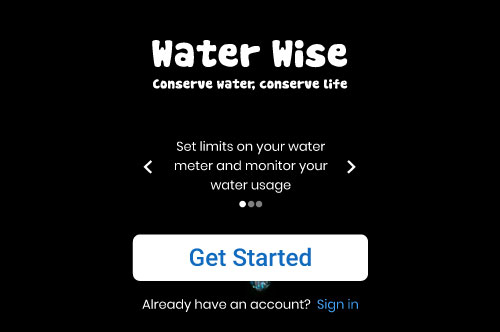 Water Wise
Conserve water, conserve life
Set limits on your water
meter and monitor your
water usage
Get Started
Already have an account? Sign in